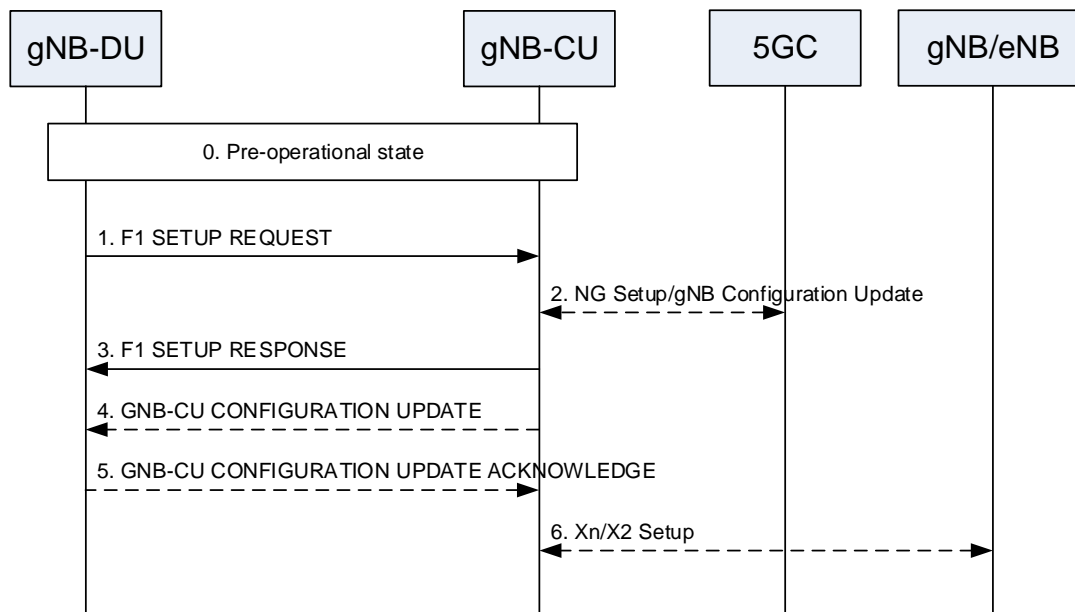 gNB-DU
gNB-CU
5GC
gNB/eNB
0. Pre-operational state
1. F1 SETUP REQUEST
2. NG Setup/gNB Configuration Update
3. F1 SETUP RESPONSE
4. GNB-CU CONFIGURATION UPDATE
5. GNB-CU CONFIGURATION UPDATE ACKNOWLEDGE
6. Xn/X2 Setup